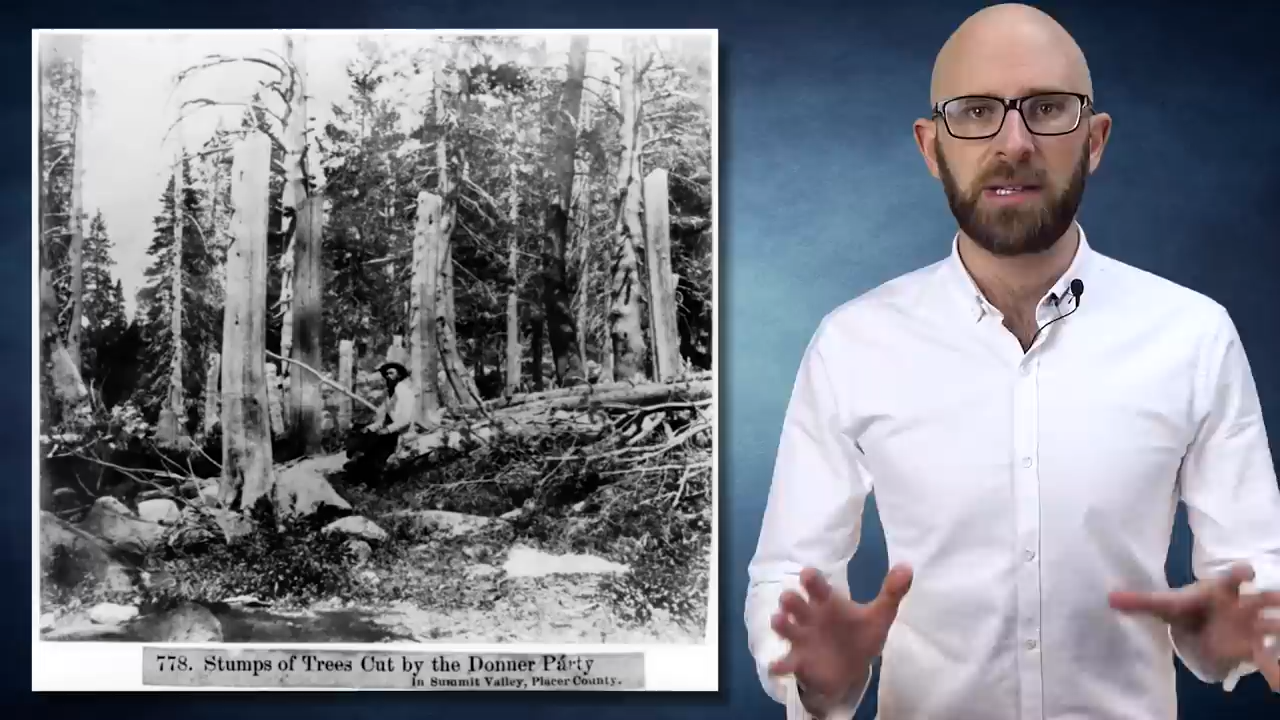 778. Stumps of Trees Cut by the Donner Party
In Summit Valley, Placer County.